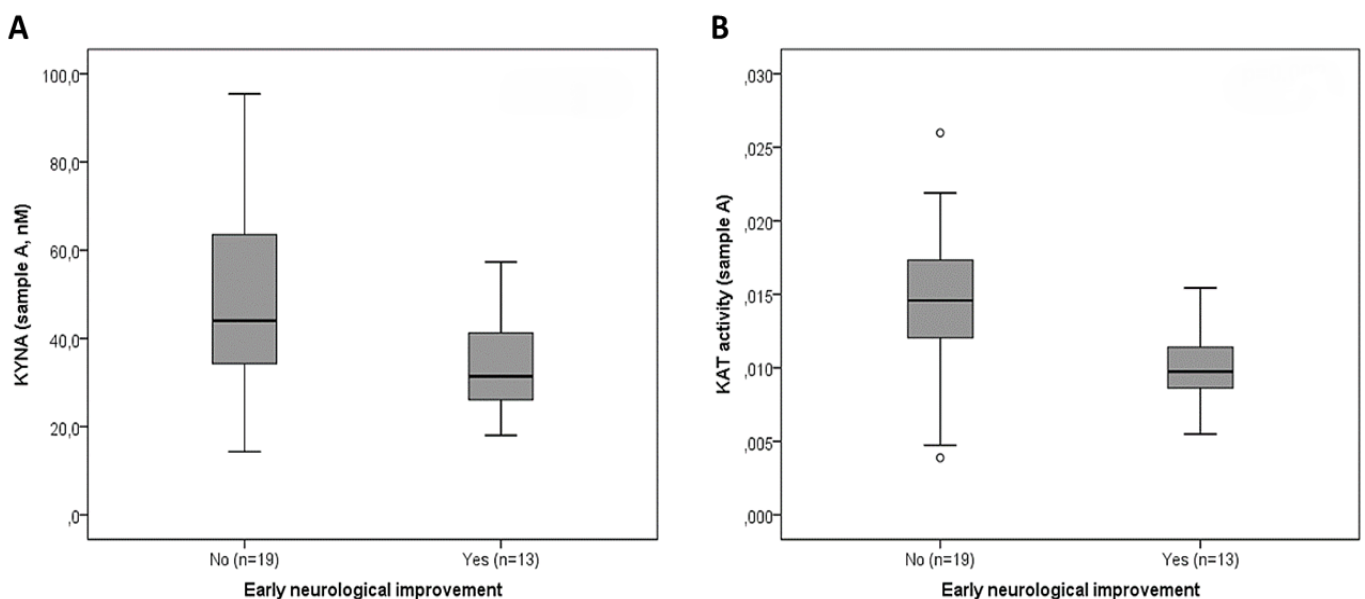 A
KYNA (sample A, nM)
100,0
80,0
60,0
40,0
20,0
,0
No (n=19)
Yes (n=13)
Early neurological improvement
B
KAT activity (sample A)
,030
,025
,020
,015
,010
,005
,000
No (n=19)
Yes (n=13)
Early neurological improvement